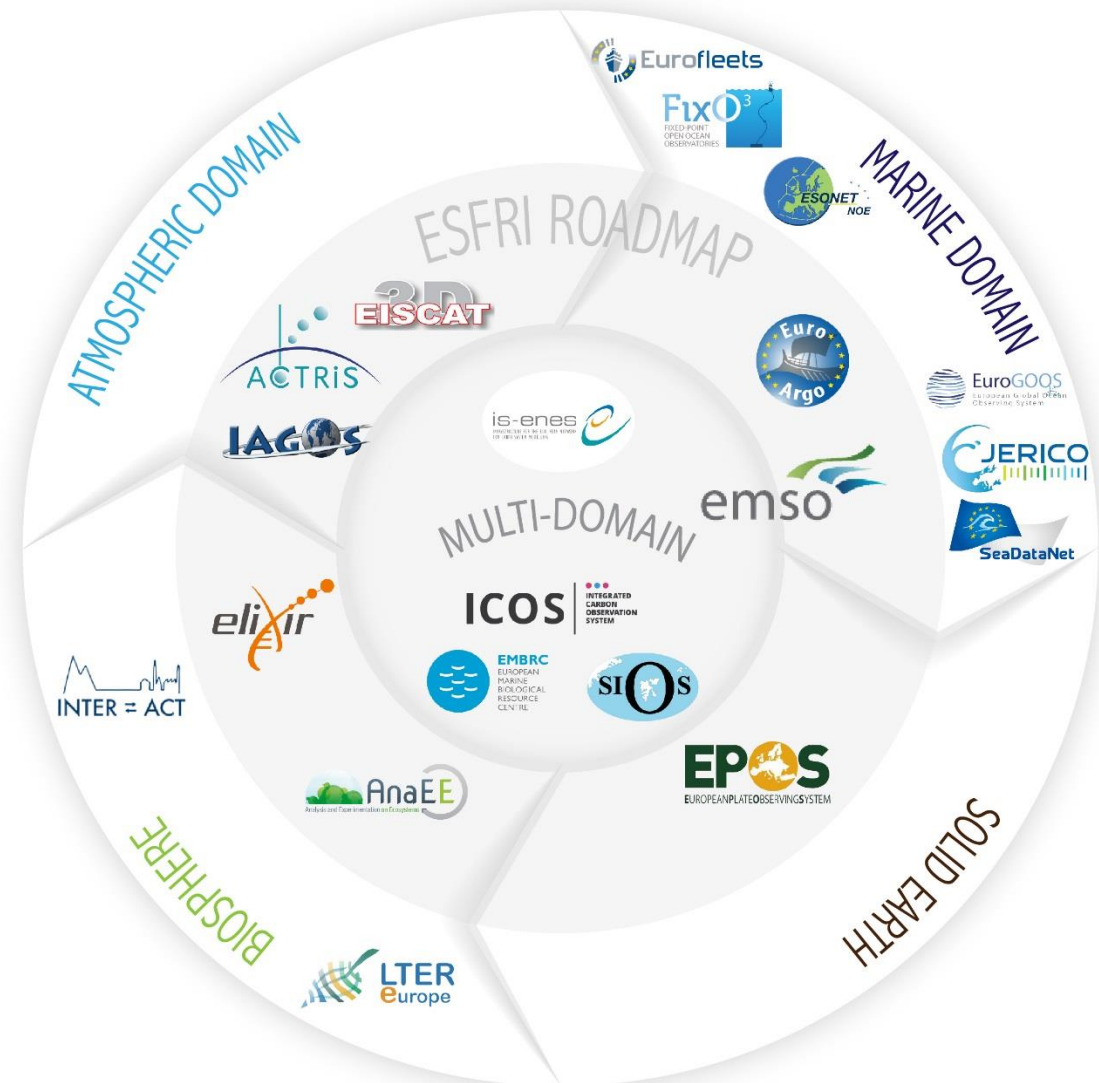 Eurofleets
FIXO3
FIXED-POINT
OPEN OCEAN
OBSERVATORIES
ESONET
NOE
ATMOSPHERIC DOMAIN
MARINE DOMAIN
ESFRI ROADMAP
3D
EISCAT
ACTRiS
IAGOS
Euro
Argo
EuroGOOS
European Global Ocean
Observing System
JERICO
SeaDataNet
is-enes
emso
MULTI-DOMAIN
ICOS
INTEGRATED
CARBON
OBSERVATION
SYSTEM
elixir
INTER ⇌ ACT
EMBRC
EUROPEAN
MARINE
BIOLOGICAL
RESOURCE
CENTRE
SIOS
EPOS
EUROPEANPLATEOBSERVINGSYSTEM
AnaEE
Analysis and Experimentation on Ecosystems
BIOSPHERE
SOLID EARTH
LTER
europe